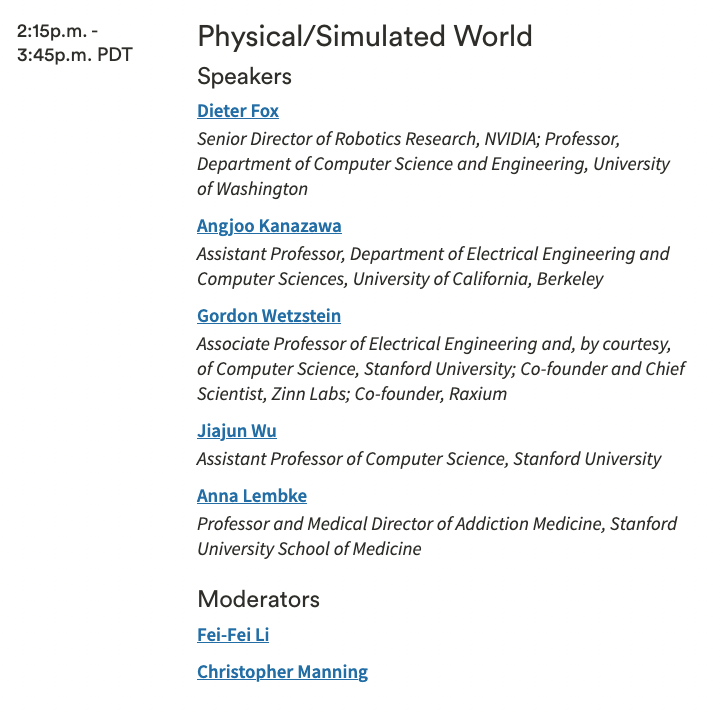 2:15p.m. -
3:45p.m. PDT
Physical/Simulated World
Speakers
Dieter Fox
Senior Director of Robotics Research, NVIDIA; Professor,
Department of Computer Science and Engineering, University
of Washington
Angjoo Kanazawa
Assistant Professor, Department of Electrical Engineering and
Computer Sciences, University of California, Berkeley
Gordon Wetzstein
Associate Professor of Electrical Engineering and, by courtesy,
of Computer Science, Stanford University; Co-founder and Chief
Scientist, Zinn Labs; Co-founder, Raxium
Jiajun Wu
Assistant Professor of Computer Science, Stanford University
Anna Lembke
Professor and Medical Director of Addiction Medicine, Stanford
University School of Medicine
Moderators
Fei-Fei Li
Christopher Manning